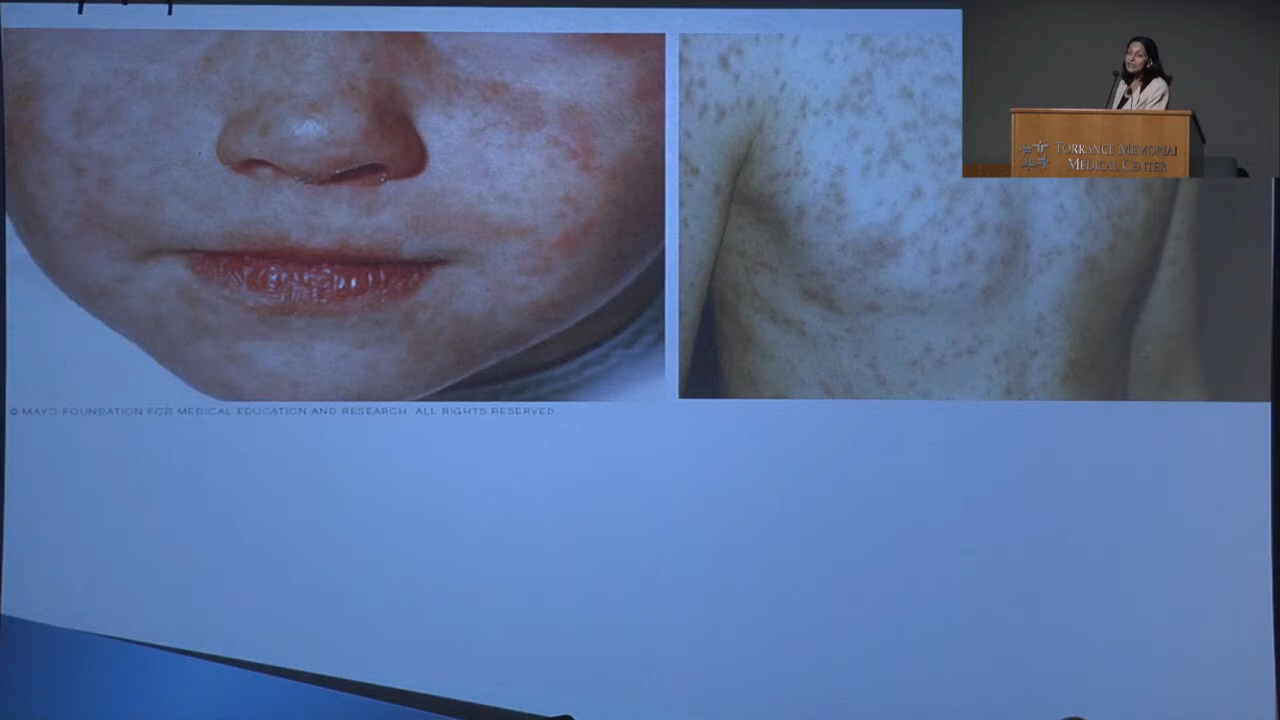 © MAYO FOUNDATION FOR MEDICAL EDUCATION AND RESEARCH. ALL RIGHTS RESERVED.
TORRANCE MEMORIAL
MEDICAL CENTER